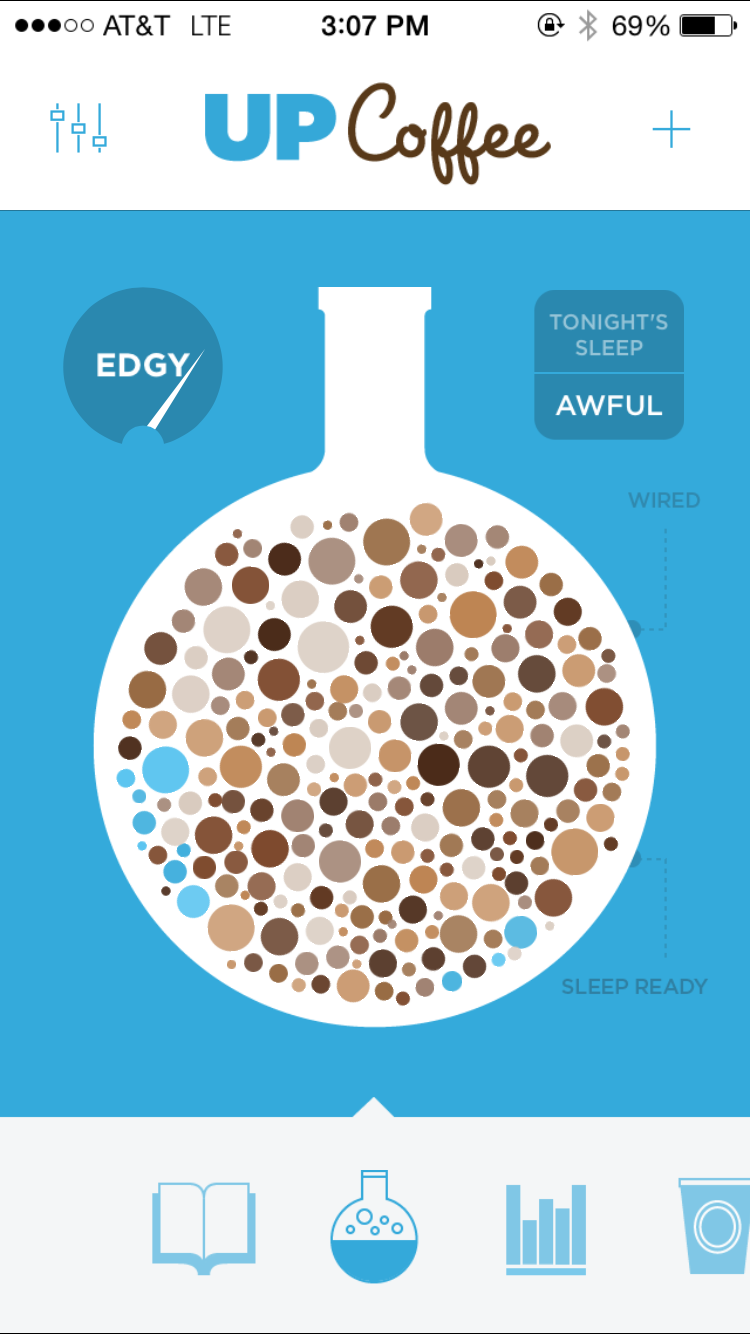 AT&T LTE 3:07 PM 69%
UP Coffee
EDGY
TONIGHT'S
SLEEP
AWFUL
WIRED
SLEEP READY